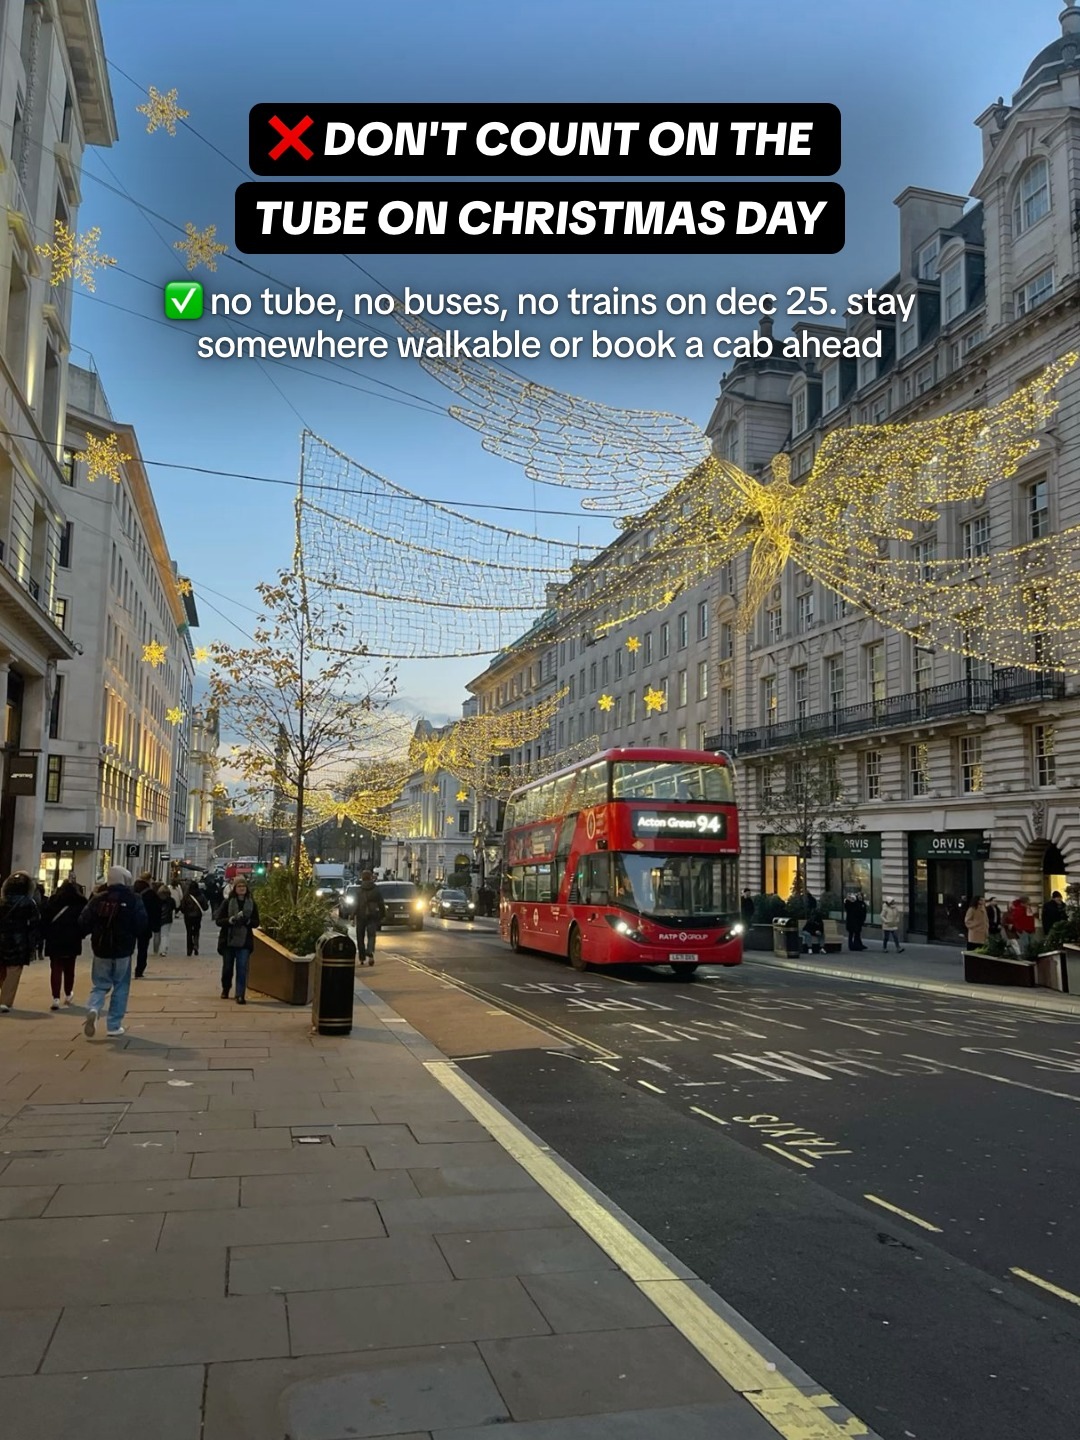 ❌ DON'T COUNT ON THE
TUBE ON CHRISTMAS DAY
✅ no tube, no buses, no trains on dec 25. stay
somewhere walkable or book a cab ahead
Acton Green 94
ORVIS
ORVIS
RATP GROUP
TAXIS